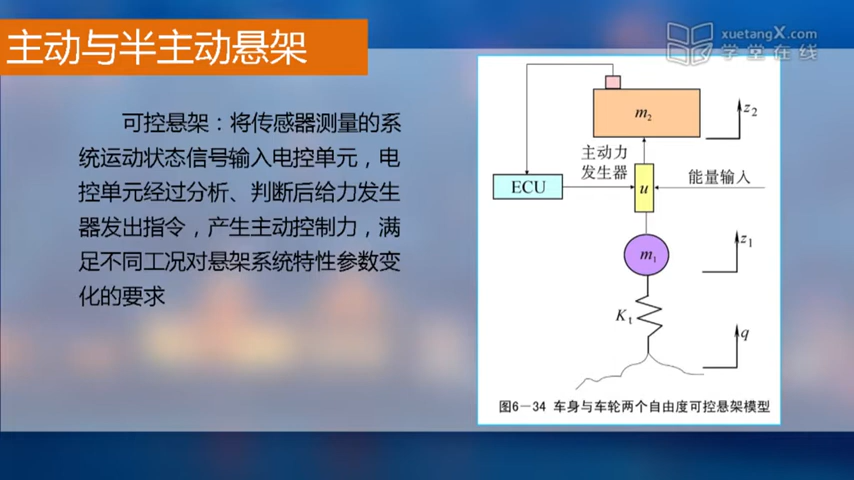 主动与半主动悬架
xuetangX.com
学堂在线
可控悬架：将传感器测量的系
统运动状态信号输入电控单元，电
控单元经过分析、判断后给力发生
器发出指令，产生主动控制力，满
足不同工况对悬架系统特性参数变
化的要求
m₂
z₂
主动力
发生器
ECU
u
能量输入
m₁
z₁
Kₜ
q
图6－34 车身与车轮两个自由度可控悬架模型